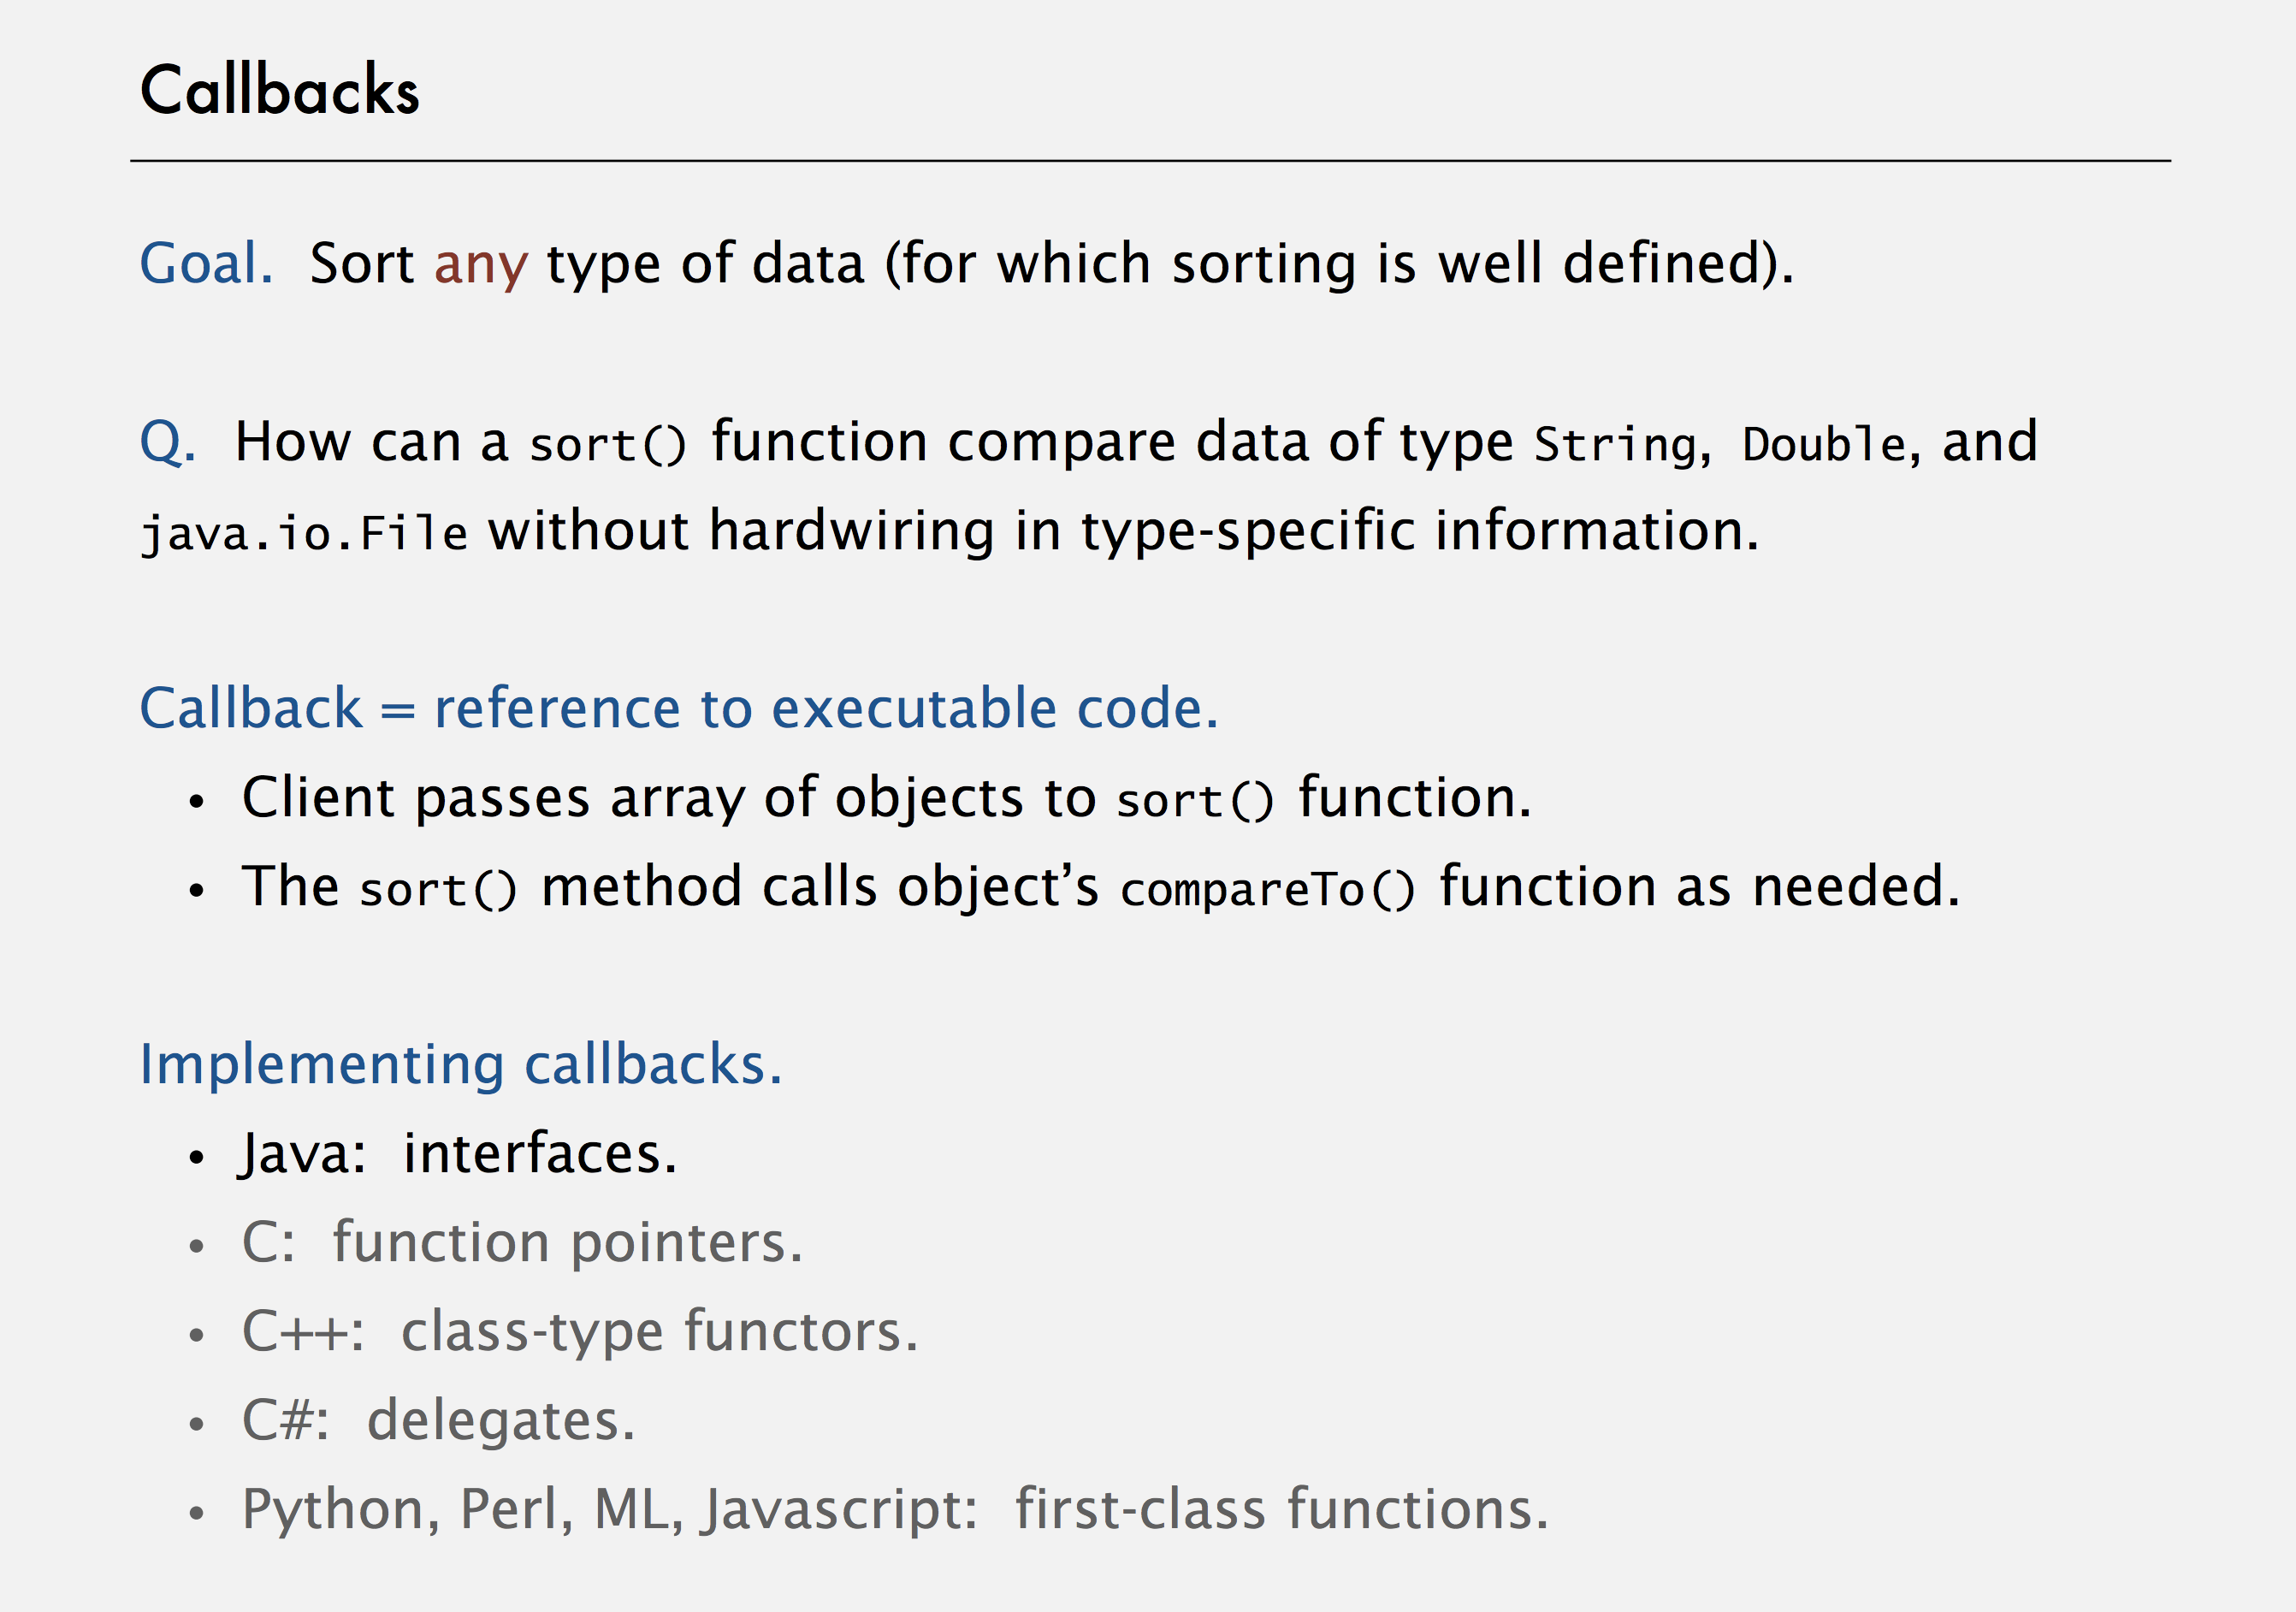 Callbacks
Goal. Sort any type of data (for which sorting is well defined).
Q. How can a sort() function compare data of type String, Double, and
java.io.File without hardwiring in type-specific information.
Callback = reference to executable code.
• Client passes array of objects to sort() function.
• The sort() method calls object’s compareTo() function as needed.
Implementing callbacks.
• Java: interfaces.
• C: function pointers.
• C++: class-type functors.
• C#: delegates.
• Python, Perl, ML, Javascript: first-class functions.